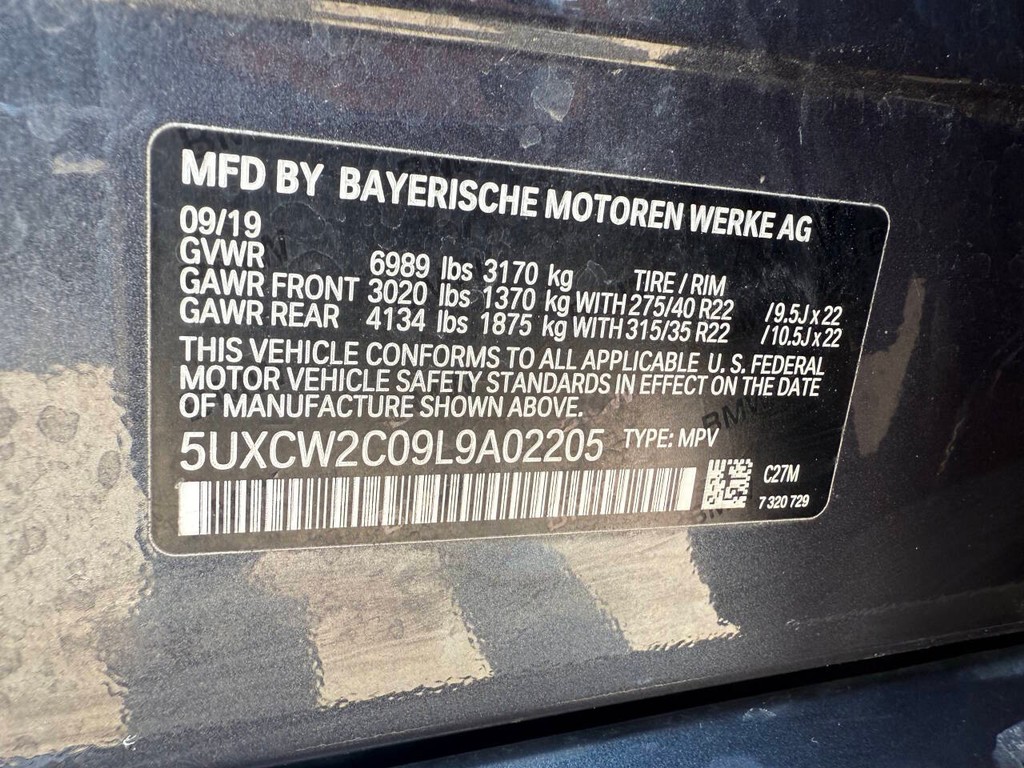 MFD BY BAYERISCHE MOTOREN WERKE AG
09/19
GVWR 6989 lbs 3170 kg TIRE / RIM
GAWR FRONT 3020 lbs 1370 kg WITH 275/40 R22 /9.5J x 22
GAWR REAR 4134 lbs 1875 kg WITH 315/35 R22 /10.5J x 22
THIS VEHICLE CONFORMS TO ALL APPLICABLE U. S. FEDERAL
MOTOR VEHICLE SAFETY STANDARDS IN EFFECT ON THE DATE
OF MANUFACTURE SHOWN ABOVE.
5UXCW2C09L9A02205 TYPE: MPV
C27M
7 320 729